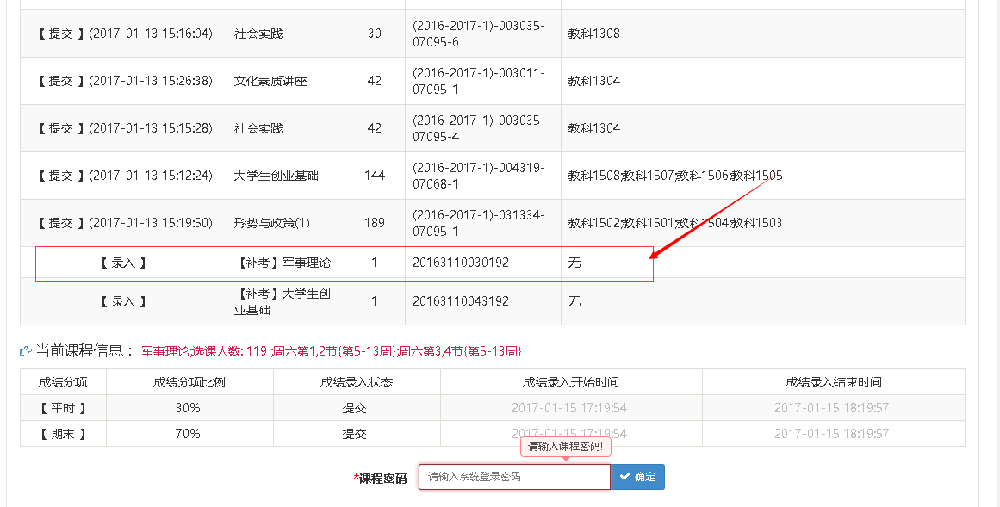 【 提交 】(2017-01-13 15:16:04) 社会实践 30 (2016-2017-1)-003035-07095-6 教科1308
【 提交 】(2017-01-13 15:26:38) 文化素质讲座 42 (2016-2017-1)-003011-07095-1 教科1304
【 提交 】(2017-01-13 15:15:28) 社会实践 42 (2016-2017-1)-003035-07095-4 教科1304
【 提交 】(2017-01-13 15:12:24) 大学生创业基础 144 (2016-2017-1)-004319-07068-1 教科1508;教科1507;教科1506;教科1505
【 提交 】(2017-01-13 15:19:50) 形势与政策(1) 189 (2016-2017-1)-031334-07095-1 教科1502;教科1501;教科1504;教科1503
【 录入 】 【补考】军事理论 1 20163110030192 无
【 录入 】 【补考】大学生创业基础 1 20163110043192 无
当前课程信息： 军事理论;选课人数: 119 ;周六第1,2节{第5-13周};周六第3,4节{第5-13周}
成绩分项 成绩分项比例 成绩录入状态 成绩录入开始时间 成绩录入结束时间
【 平时 】 30% 提交 2017-01-15 17:19:54 2017-01-15 18:19:57
【 期末 】 70% 提交 2017-01-15 17:19:54 2017-01-15 18:19:57
请输入课程密码!
*课程密码 请输入系统登录密码 确定